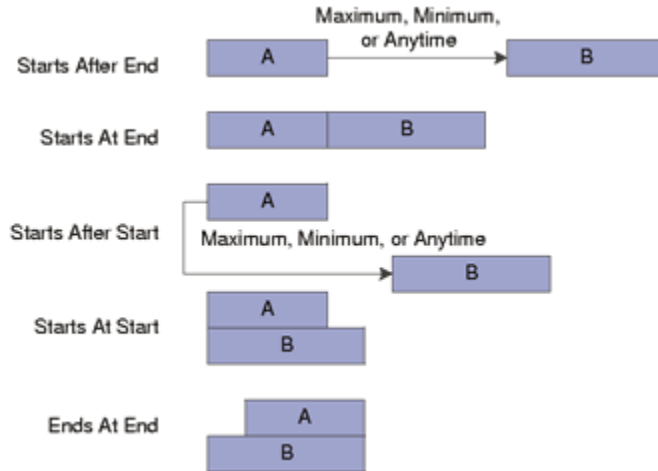 Maximum, Minimum,
or Anytime
Starts After End
A
B
Starts At End
A
B
A
Starts After Start
Maximum, Minimum, or Anytime
B
A
Starts At Start
B
A
Ends At End
B